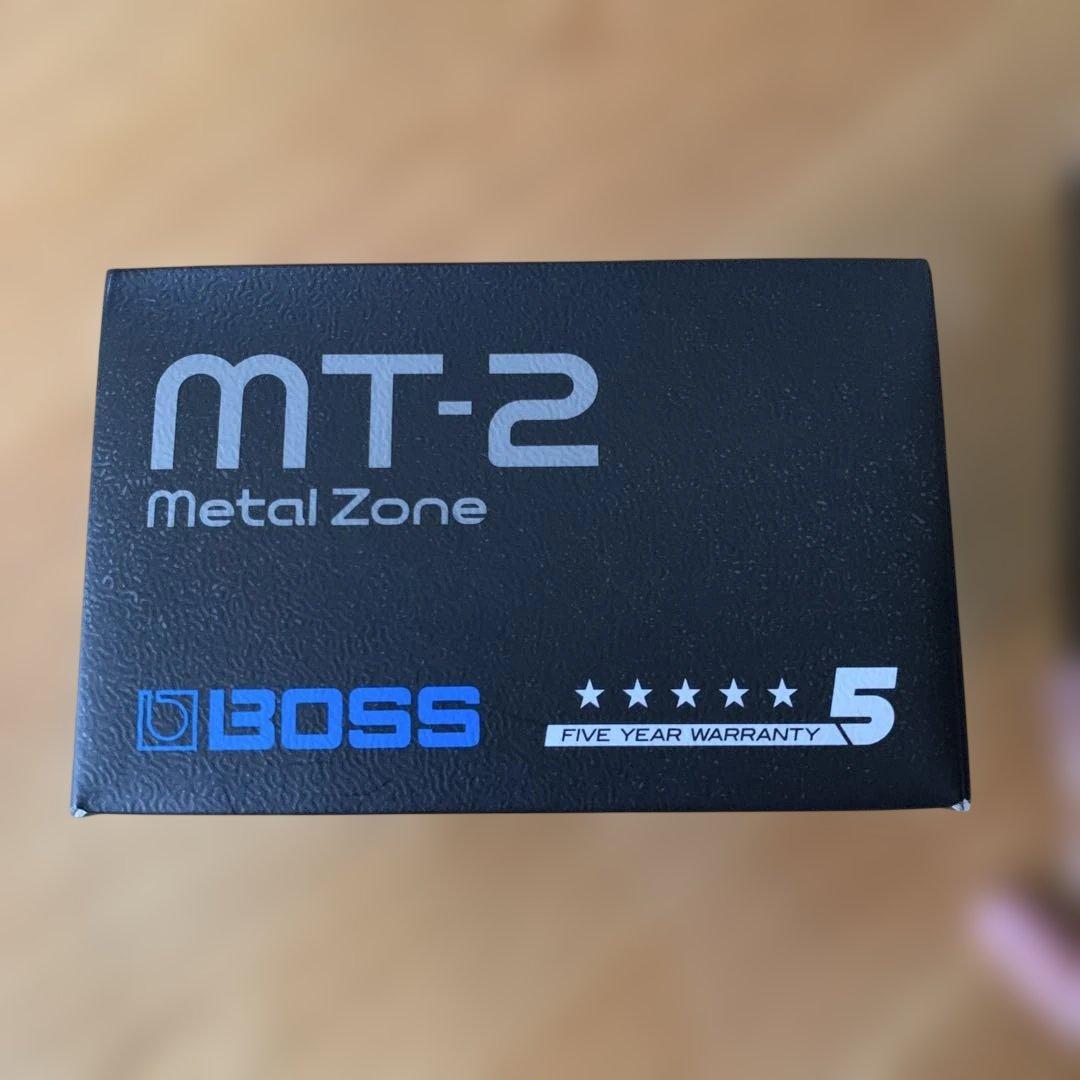 MT-2
Metal Zone
BOSS
FIVE YEAR WARRANTY 5